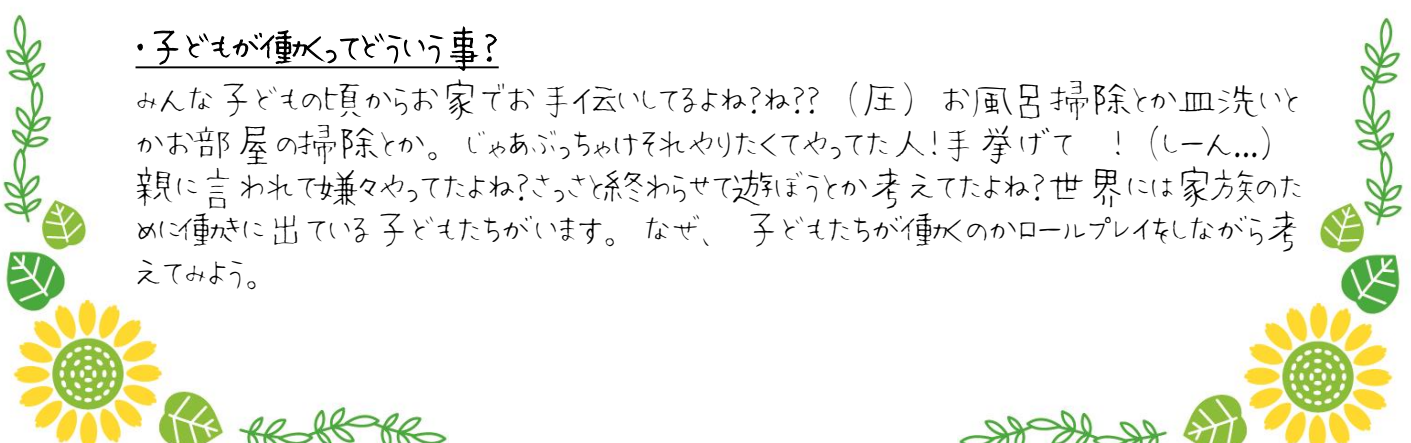 ・子どもが働くってどういう事?
みんな子どもの頃からお家でお手伝いしてるよね?ね??（圧）お風呂掃除とか皿洗いと
かお部屋の掃除とか。じゃあぶっちゃけそれやりたくてやってた人!手挙げて!（しーん...）
親に言われて嫌々やってたよね?さっさと終わらせて遊ぼうとか考えてたよね?世界には家族のた
めに働きに出ている子どもたちがいます。なぜ、子どもたちが働くのかロールプレイをしながら考
えてみよう。